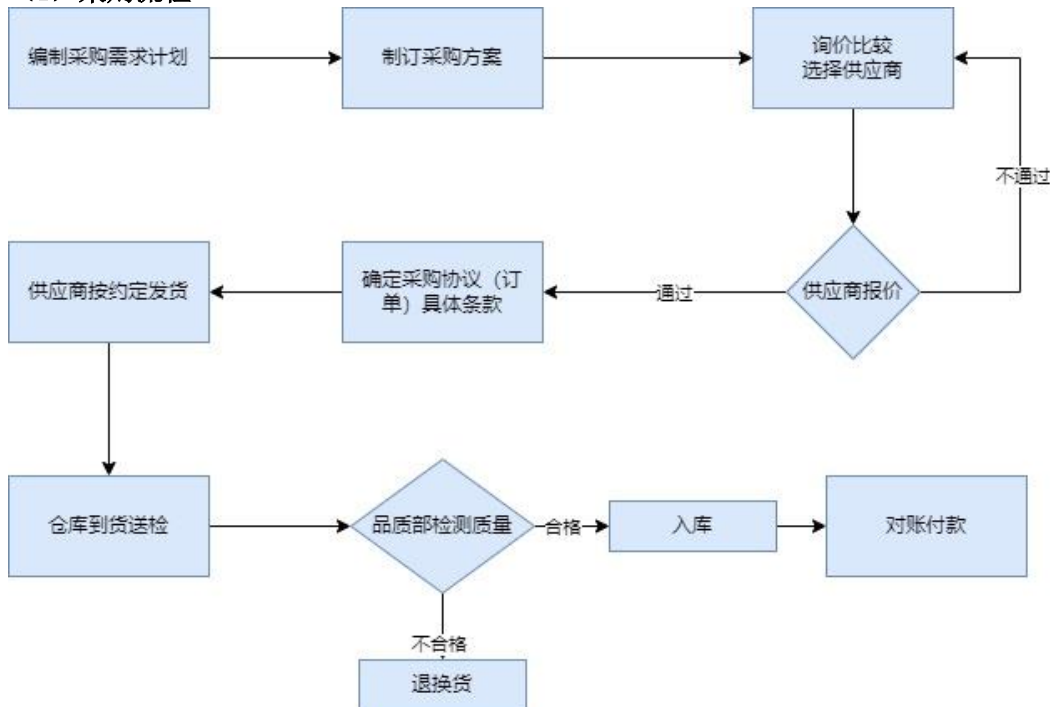 编制采购需求计划
制订采购方案
询价比较
选择供应商
不通过
供应商按约定发货
确定采购协议（订
单）具体条款
通过
供应商报价
仓库到货送检
品质部检测质量
合格
入库
对账付款
不合格
退换货